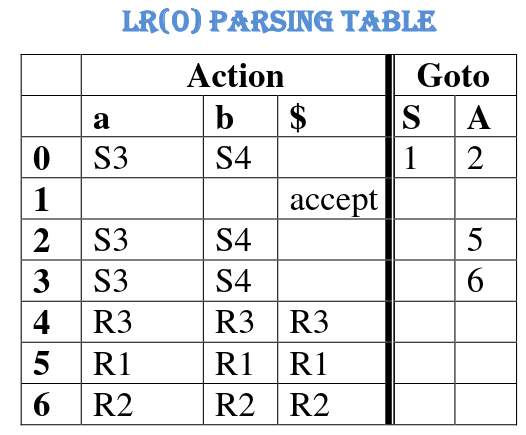 LR(0) PARSING TABLE
Action Goto
a b $ S A
0 S3 S4 1 2
1 accept
2 S3 S4 5
3 S3 S4 6
4 R3 R3 R3
5 R1 R1 R1
6 R2 R2 R2